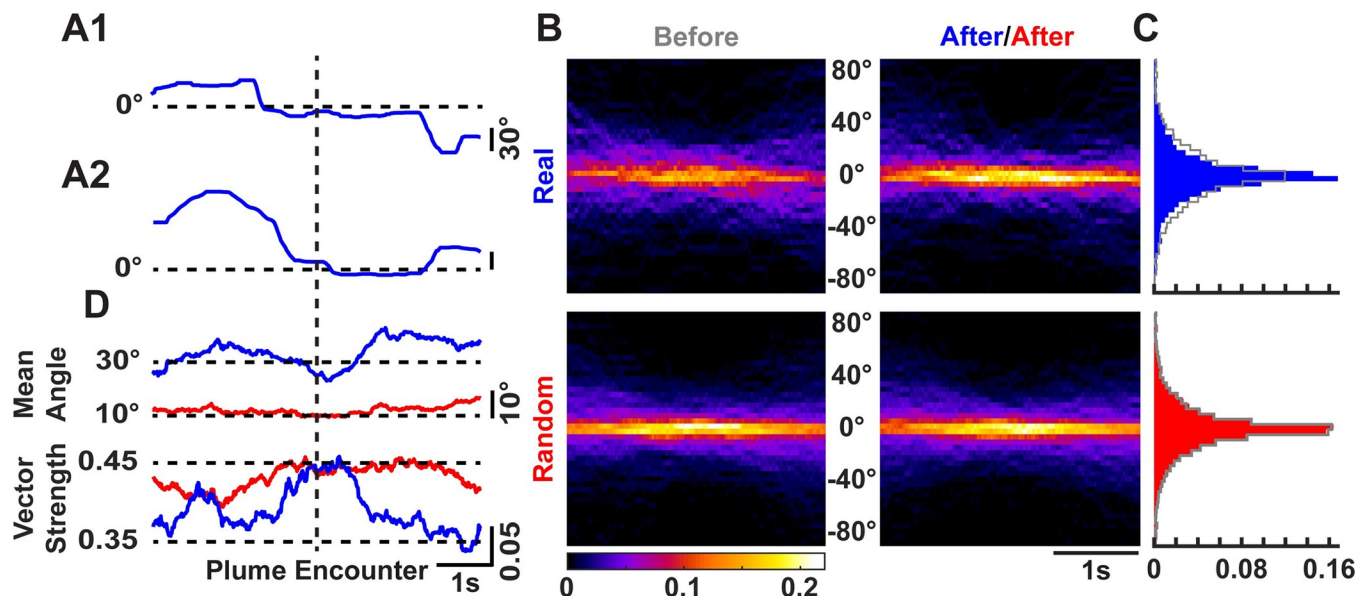 A1
B
Before
After/After
C
0°
30°
A2
0°
Real
80°
40°
0°
-40°
-80°
D
Mean
Angle
30°
10°
10°
Vector
Strength
0.45
0.35
0.05
Plume Encounter
1s
Random
80°
40°
0°
-40°
-80°
0
0.1
0.2
1s
0
0.08
0.16